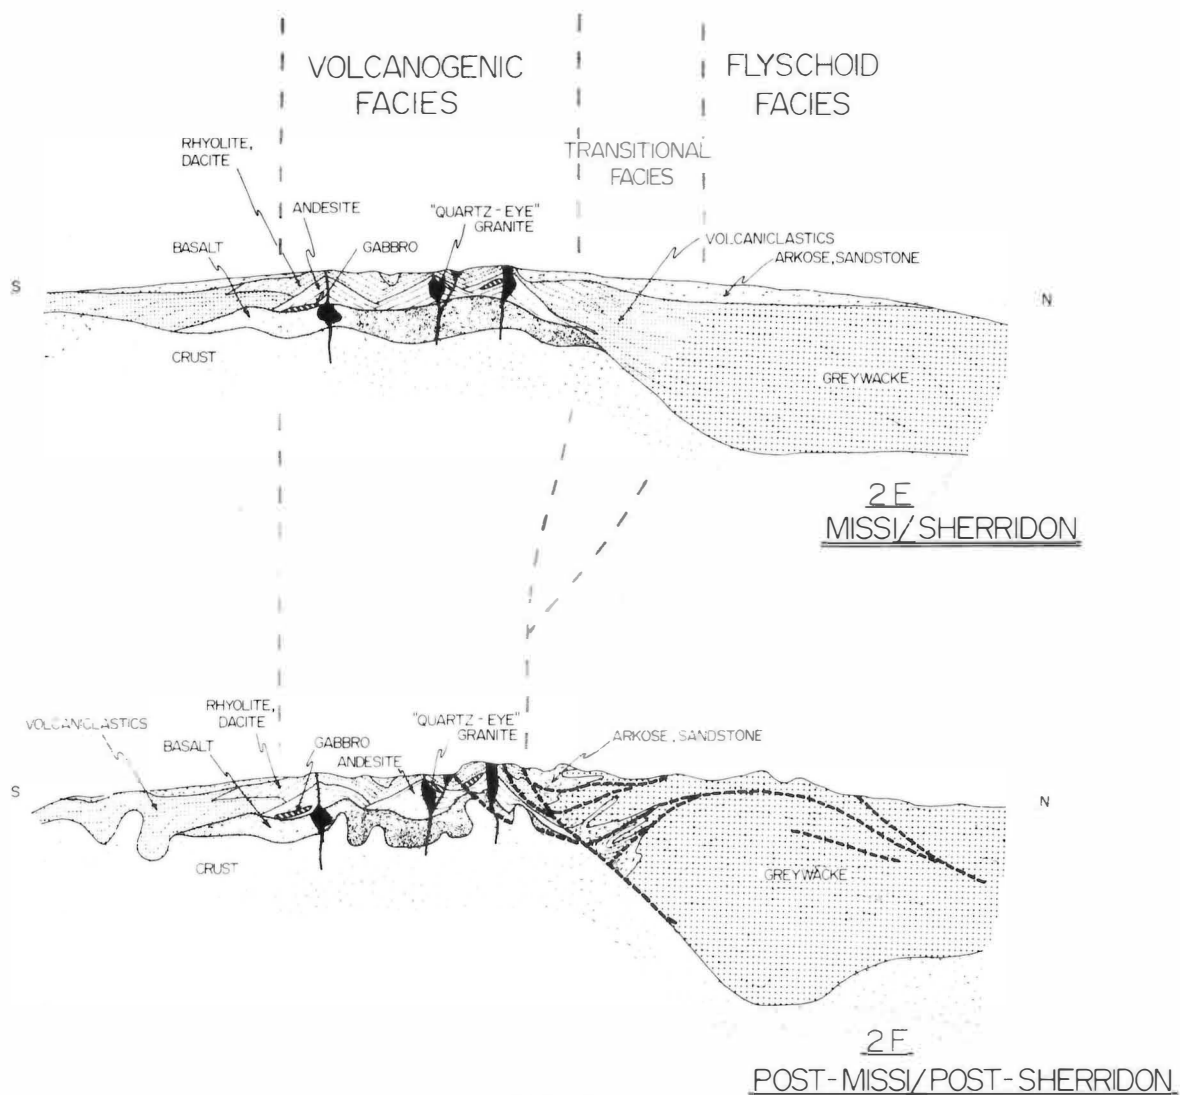 VOLCANOGENIC
FACIES
FLYSCHOID
FACIES
TRANSITIONAL
FACIES
RHYOLITE,
DACITE
ANDESITE
"QUARTZ-EYE"
GRANITE
BASALT
GABBRO
VOLCANICLASTICS
ARKOSE, SANDSTONE
S
N
CRUST
GREYWACKE
2E
MISSI/SHERRIDON
RHYOLITE,
DACITE
VOLCANICLASTICS
"QUARTZ-EYE"
GRANITE
BASALT
GABBRO
ANDESITE
ARKOSE, SANDSTONE
S
N
CRUST
GREYWACKE
2F
POST-MISSI/POST-SHERRIDON